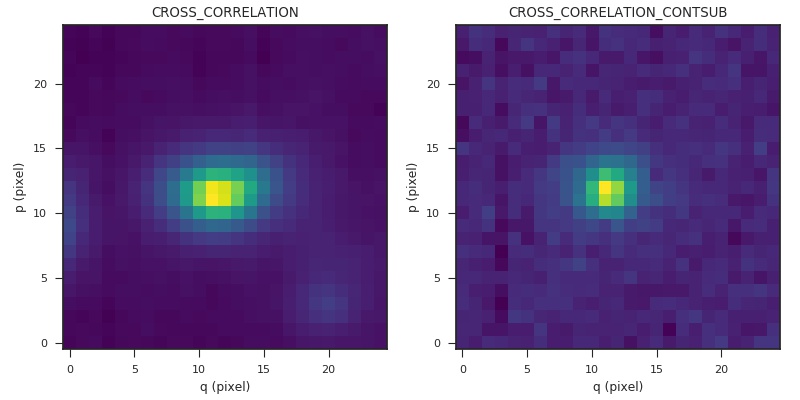 CROSS_CORRELATION
CROSS_CORRELATION_CONTSUB
p (pixel)
20
15
10
5
0
0 5 10 15 20
q (pixel)
p (pixel)
20
15
10
5
0
0 5 10 15 20
q (pixel)